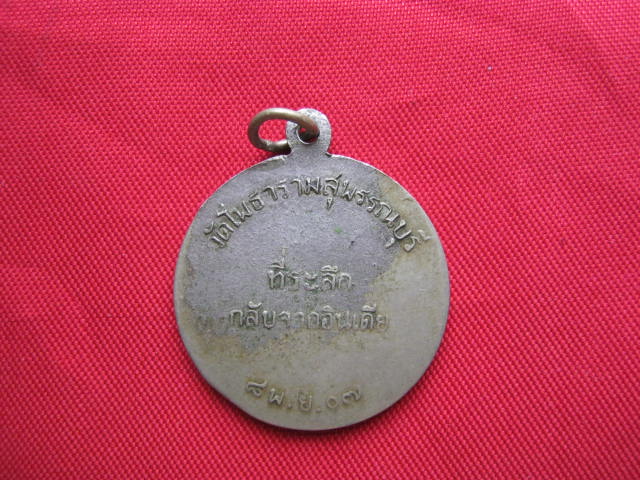 วัดโพธารามสุพรรณบุรี
ที่ระลึก
กลับจากอินเดีย
๕ พ.ย. ๐๗